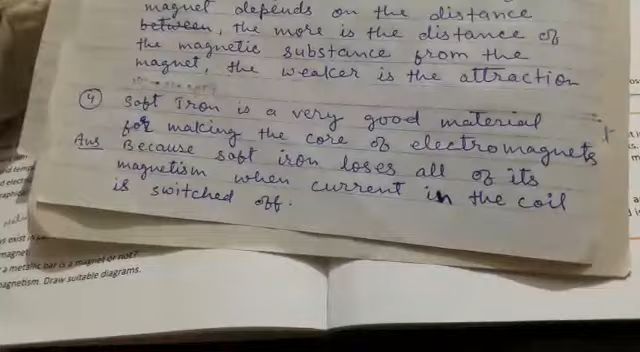 magnet depends on the distance
between, the more is the distance of
the magnetic substance from the
magnet, the weaker is the attraction
④ Soft Iron is a very good material
for making the core of electromagnets
Ans Because soft iron loses all of its
magnetism when current in the coil
is switched off.
a metallic bar is a magnet or not?
agnetism. Draw suitable diagrams.